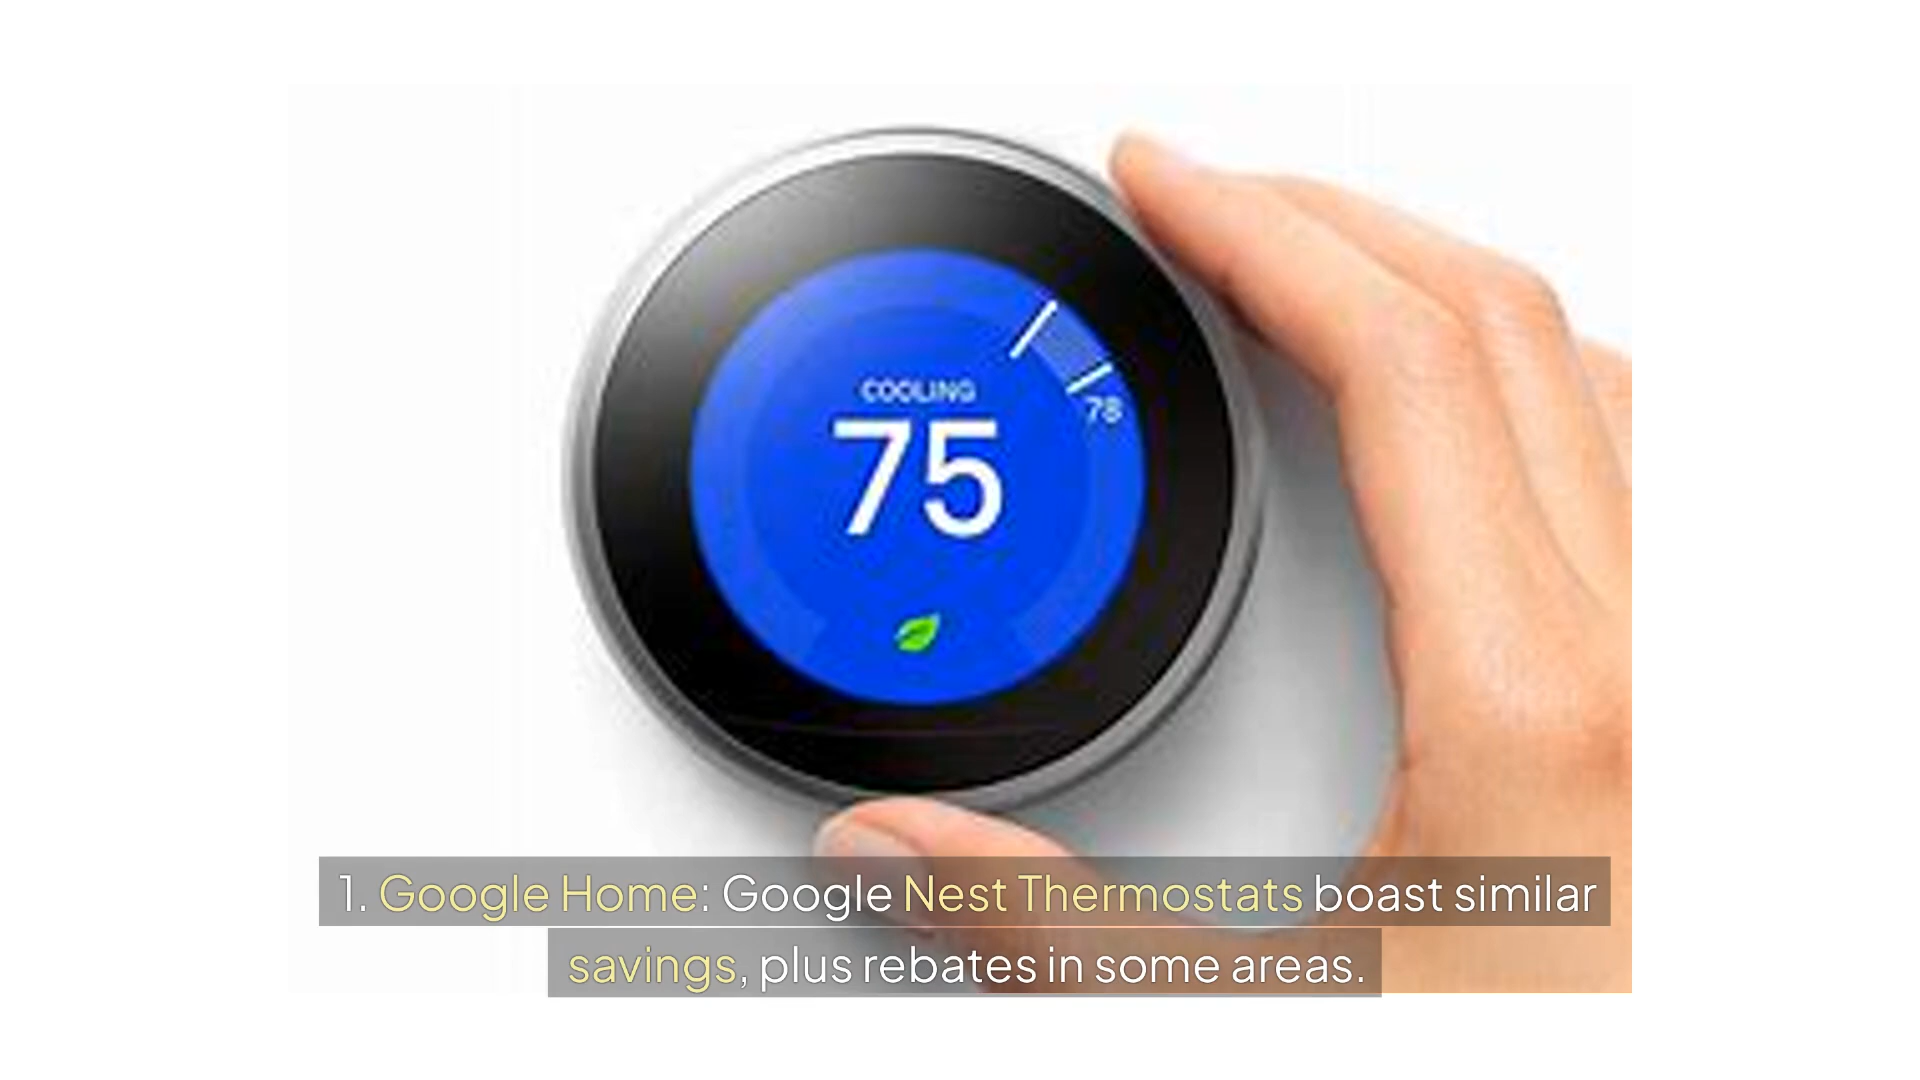 COOLING
75
78
1. Google Home: Google Nest Thermostats boast similar
savings, plus rebates in some areas.